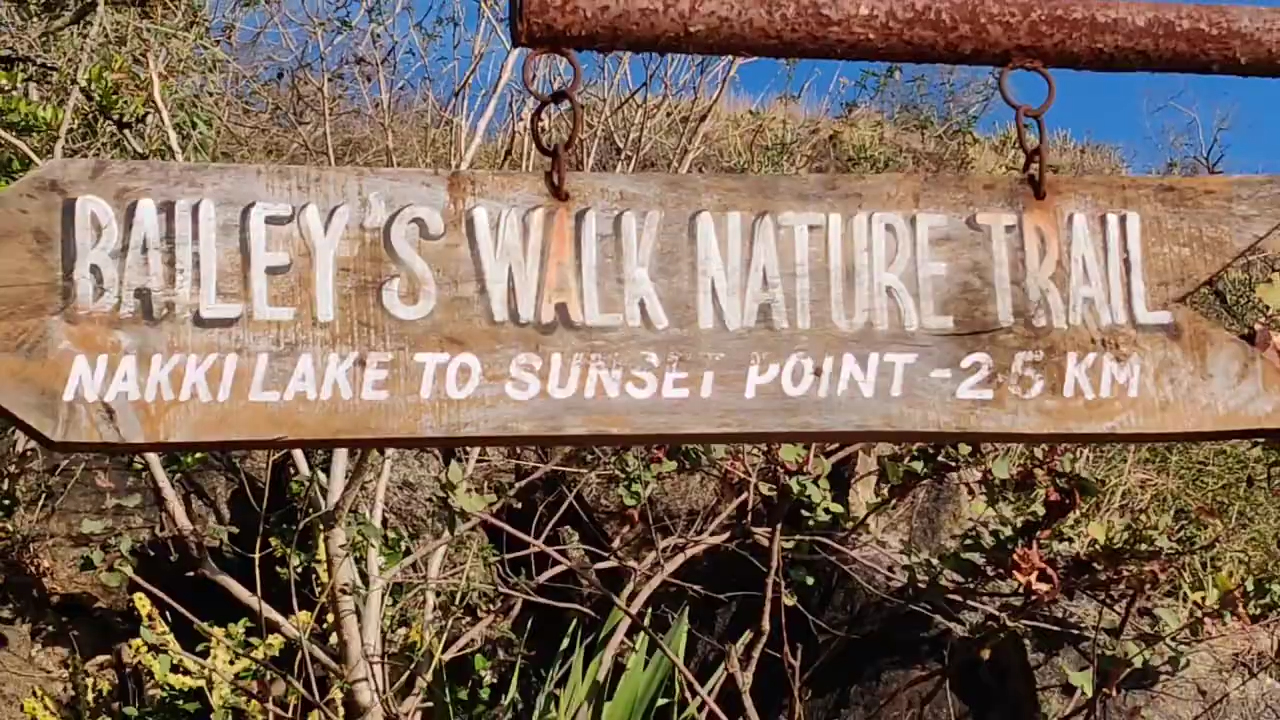 BAILEY'S WALK NATURE TRAIL
NAKKI LAKE TO SUNSET POINT - 2.5 KM